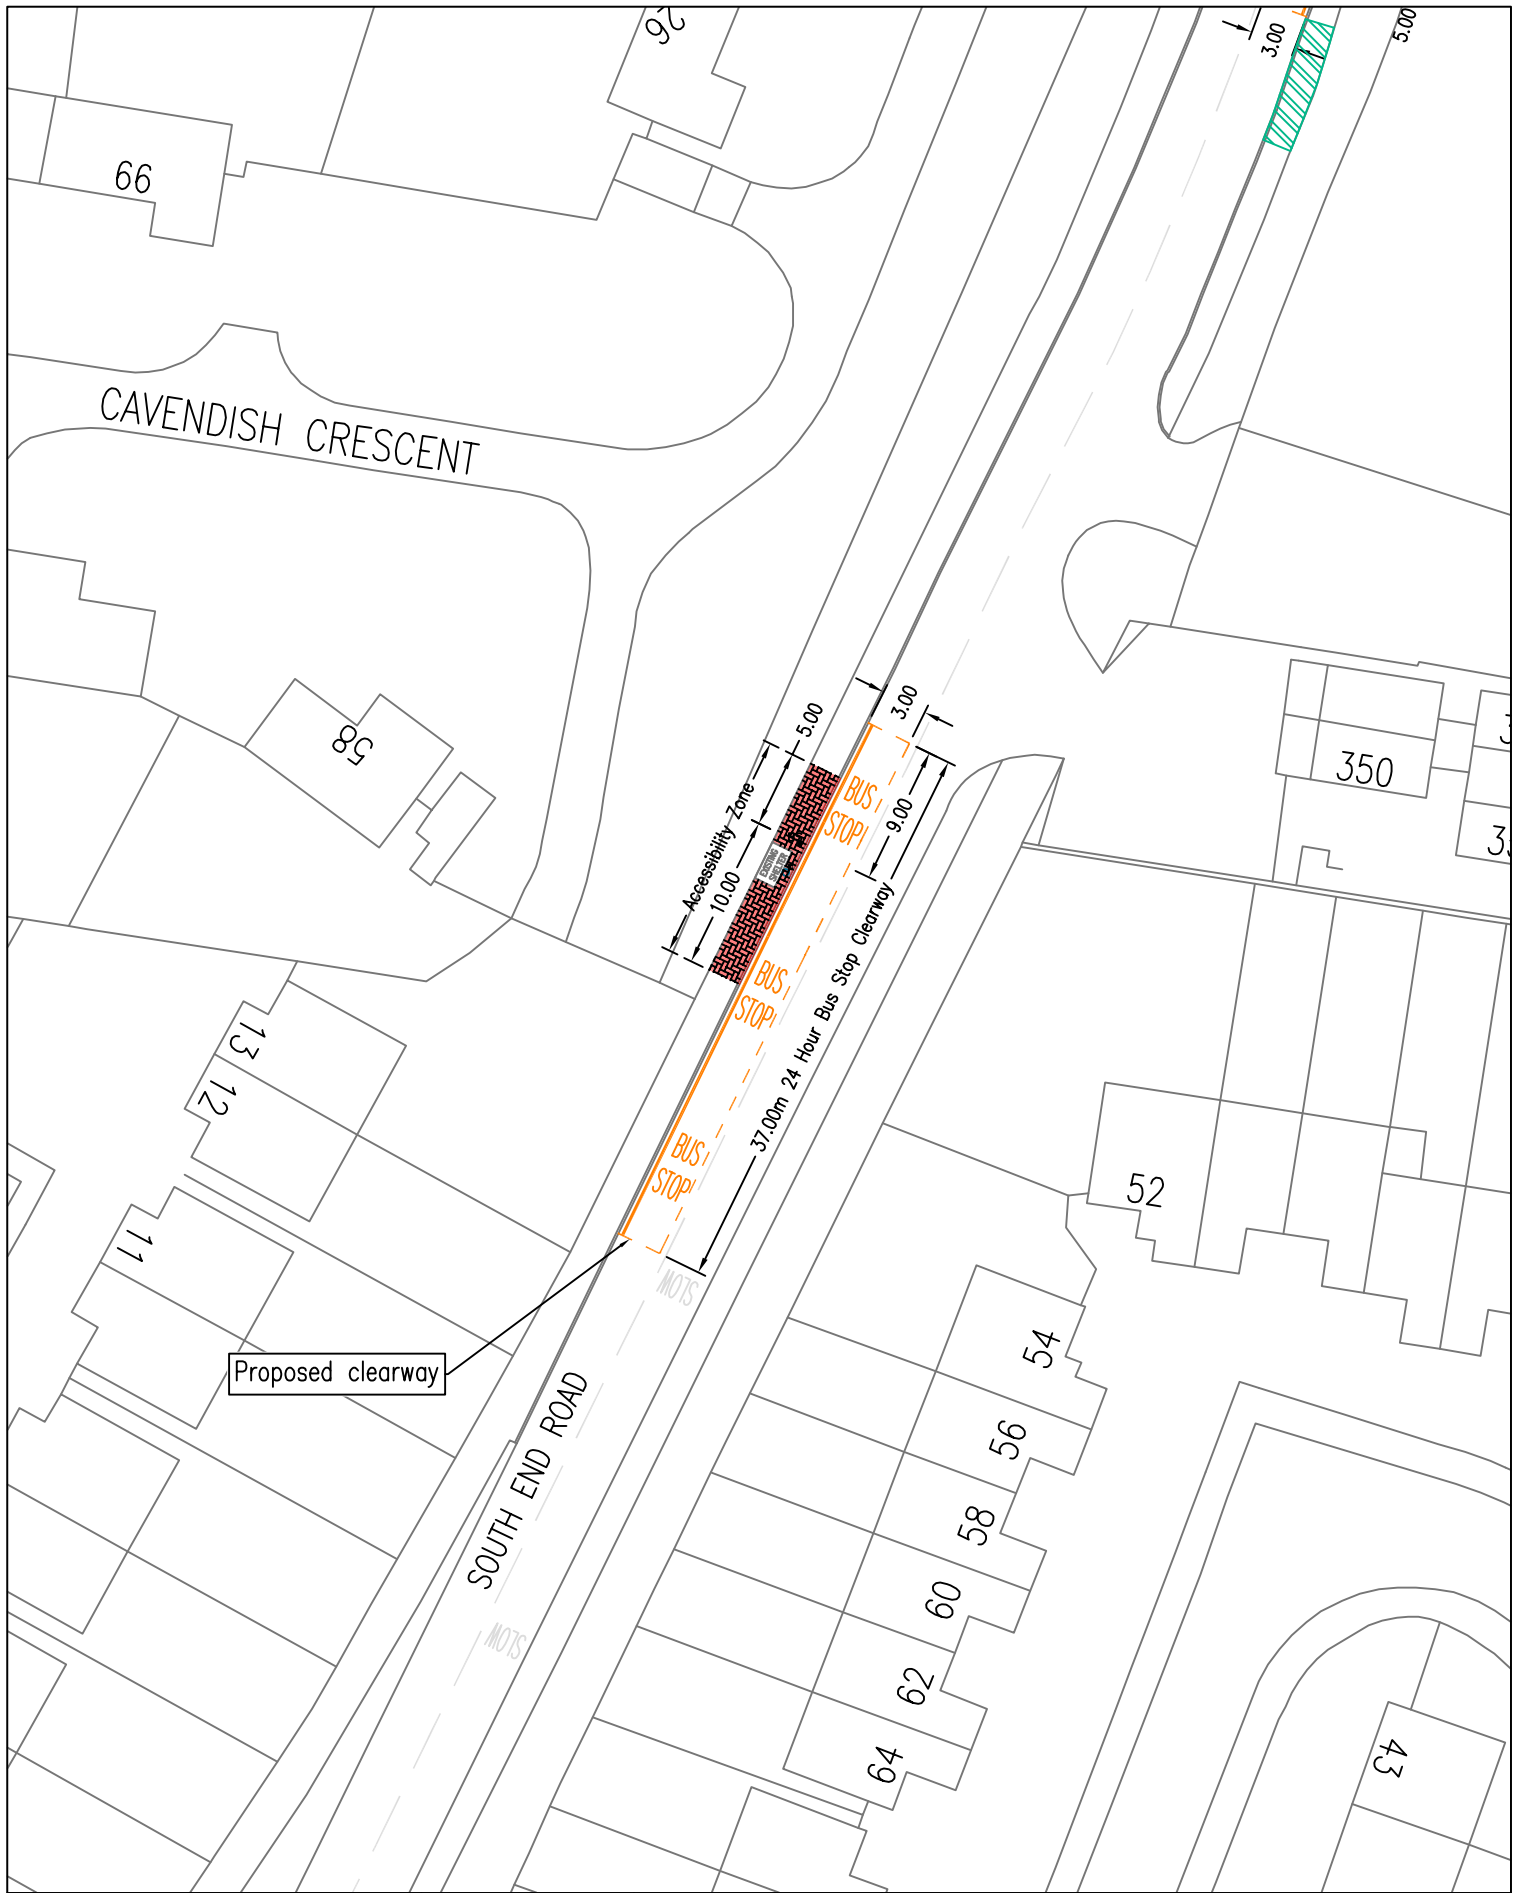 26
3.00
5.00
66
CAVENDISH CRESCENT
58
5.00
3.00
Accessibility Zone
10.00
EXISTING
SHELTER
BUS
STOP
9.00
350
BUS
STOP
37.00m 24 Hour Bus Stop Clearway
13
12
BUS
STOP
11
52
SLOW
Proposed clearway
54
SOUTH END ROAD
56
58
60
SLOW
62
64
43